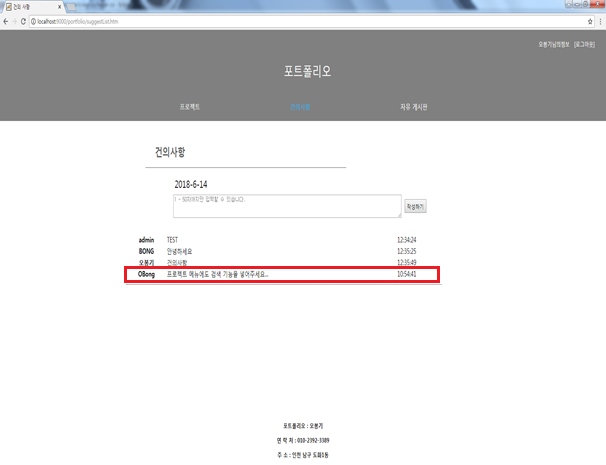 건의 사항
localhost:9000/portfolio/suggestList.htm
오봉기님의정보 [로그아웃]
포트폴리오
프로젝트 건의사항 자유 게시판
건의사항
2018-6-14
1 ~ 50자까지만 입력할 수 있습니다.
작성하기
admin TEST 12:34:24
BONG 안녕하세요 12:35:25
오봉기 건의사항 12:35:49
OBong 프로젝트 메뉴에도 검색 기능을 넣어주세요... 10:54:41
포트폴리오 : 오봉기
연 락 처 : 010-2392-3389
주 소 : 인천 남구 도화1동